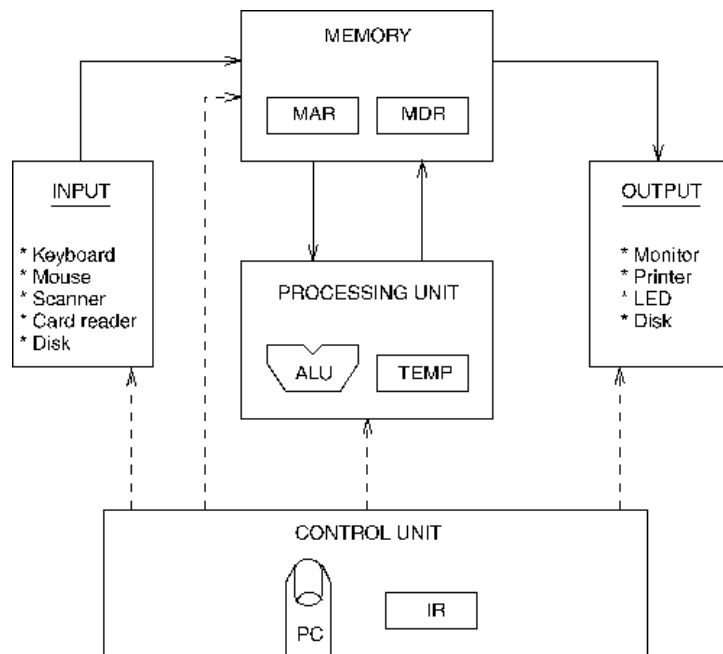 MEMORY
MAR
MDR
INPUT
* Keyboard
* Mouse
* Scanner
* Card reader
* Disk
OUTPUT
* Monitor
* Printer
* LED
* Disk
PROCESSING UNIT
ALU
TEMP
CONTROL UNIT
PC
IR